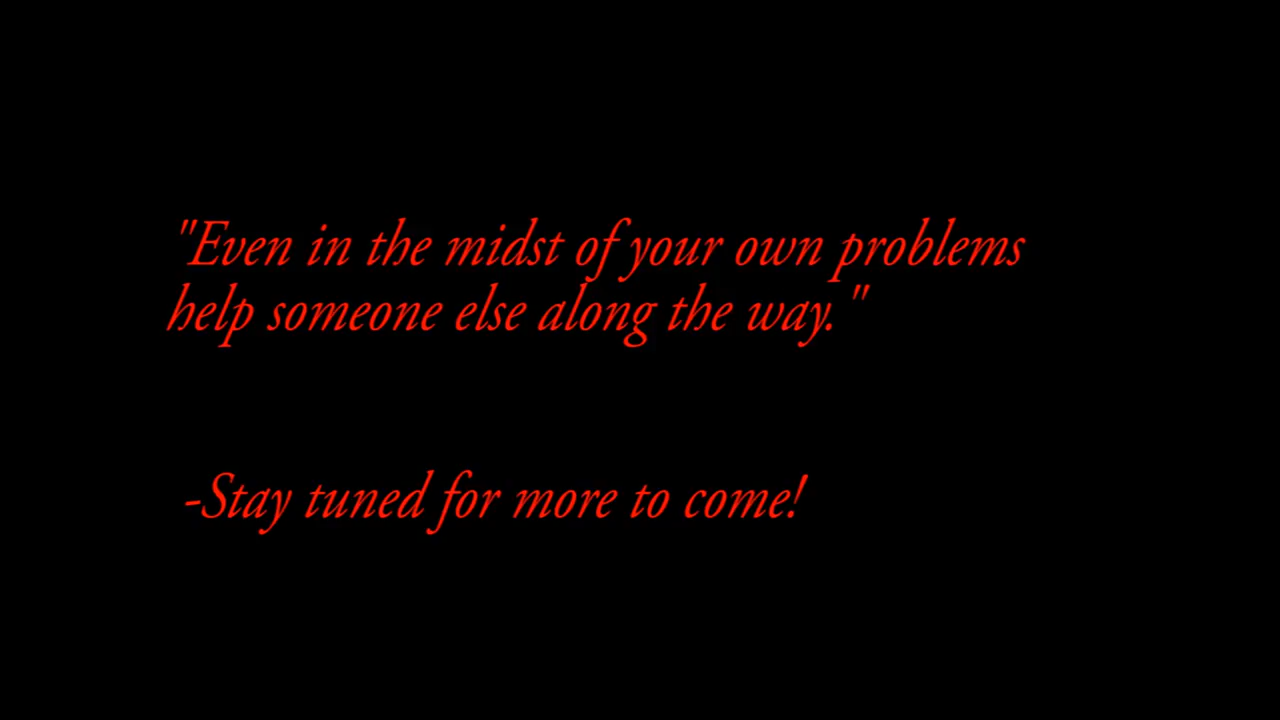 "Even in the midst of your own problems
help someone else along the way."
-Stay tuned for more to come!